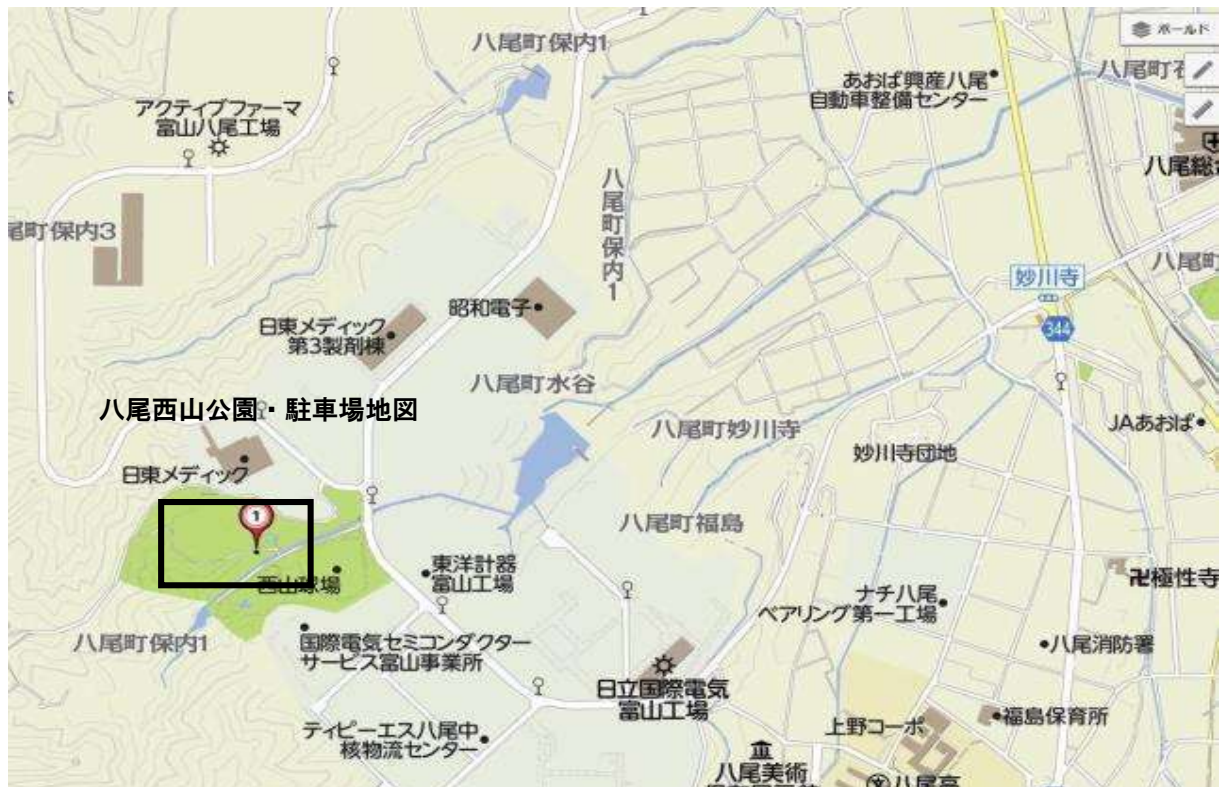 ボールド
八尾町保内1
あおば興産八尾
自動車整備センター
八尾町石
アクティブファーマ
富山八尾工場
八尾総合
八尾町保内1
尾町保内3
妙川寺
八尾町
昭和電子
344
日東メディック
第3製剤棟
八尾町水谷
八尾西山公園・駐車場地図
八尾町妙川寺
JAあおば
妙川寺団地
日東メディック
1
八尾町福島
東洋計器
富山工場
西山球場
卍極性寺
ナチ八尾
ベアリング第一工場
八尾町保内1
国際電気セミコンダクター
サービス富山事業所
八尾消防署
日立国際電気
富山工場
ティーピーエス八尾中
核物流センター
上野コーポ
福島保育所
八尾美術
八尾高